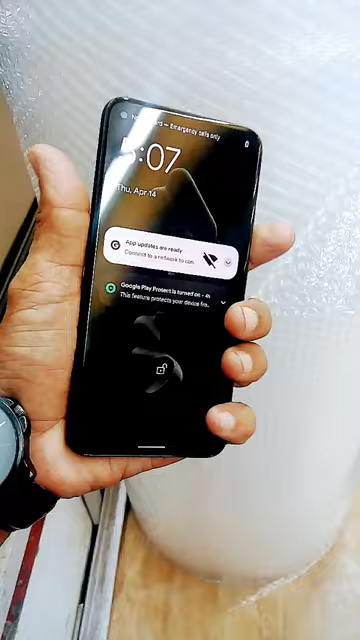 Emergency calls only
:07
Thu, Apr 14
App updates are ready
Connect to a network to con
Google Play Protect is turned on • 4h
This feature protects your device fro..